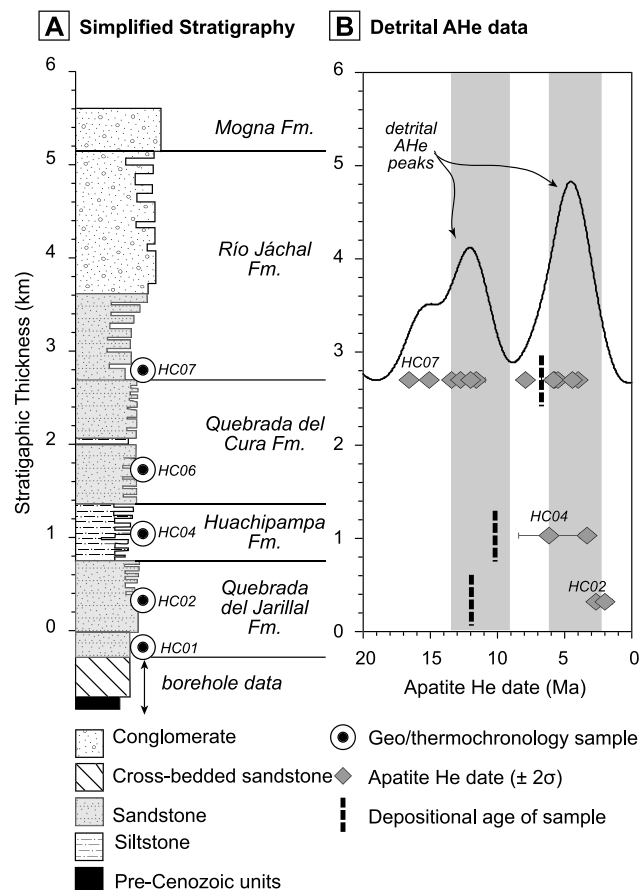 A Simplified Stratigraphy
B Detrital AHe data
Stratigaphic Thickness (km)
6
5
4
3
2
1
0
Mogna Fm.
Río Jáchal
Fm.
HC07
Quebrada del
Cura Fm.
HC06
Huachipampa
Fm.
HC04
Quebrada
del Jarillal
Fm.
HC02
HC01
borehole data
6
5
4
3
2
1
0
detrital
AHe
peaks
HC07
HC04
HC02
20 15 10 5 0
Apatite He date (Ma)
Conglomerate
Cross-bedded sandstone
Sandstone
Siltstone
Pre-Cenozoic units
Geo/thermochronology sample
Apatite He date (± 2σ)
Depositional age of sample